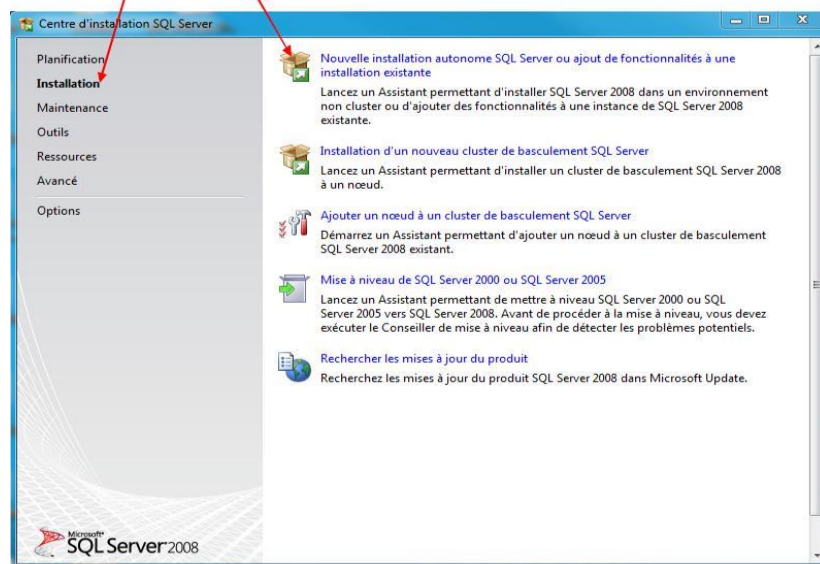 Centre d'installation SQL Server
Planification
Installation
Maintenance
Outils
Ressources
Avancé
Options
Nouvelle installation autonome SQL Server ou ajout de fonctionnalités à une
installation existante
Lancez un Assistant permettant d'installer SQL Server 2008 dans un environnement
non cluster ou d'ajouter des fonctionnalités à une instance de SQL Server 2008
existante.
Installation d'un nouveau cluster de basculement SQL Server
Lancez un Assistant permettant d'installer un cluster de basculement SQL Server 2008
à un nœud.
Ajouter un nœud à un cluster de basculement SQL Server
Démarrez un Assistant permettant d'ajouter un nœud à un cluster de basculement
SQL Server 2008 existant.
Mise à niveau de SQL Server 2000 ou SQL Server 2005
Lancez un Assistant permettant de mettre à niveau SQL Server 2000 ou SQL
Server 2005 vers SQL Server 2008. Avant de procéder à la mise à niveau, vous devez
exécuter le Conseiller de mise à niveau afin de détecter les problèmes potentiels.
Rechercher les mises à jour du produit
Recherchez les mises à jour du produit SQL Server 2008 dans Microsoft Update.
Microsoft
SQL Server 2008